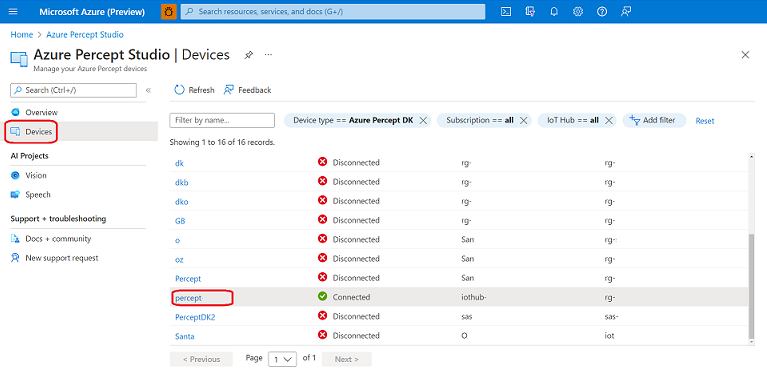 Microsoft Azure (Preview)
Search resources, services, and docs (G+/)
Home > Azure Percept Studio
Azure Percept Studio | Devices
Manage your Azure Percept devices
Search (Ctrl+/)
Overview
Devices
AI Projects
Vision
Speech
Support + troubleshooting
Docs + community
New support request
Refresh
Feedback
Filter by name...
Device type == Azure Percept DK
Subscription == all
IoT Hub == all
Add filter
Reset
Showing 1 to 16 of 16 records.
dk Disconnected rg- rg-
dkb Disconnected rg- rg-
dko Disconnected rg- rg-
GB Disconnected rg- rg-
o Disconnected San rg-
oz Disconnected San rg-
Percept Disconnected San rg-
percept- Connected iothub- rg-
PerceptDK2 Disconnected sas sas-
Santa Disconnected O iot
< Previous Page 1 of 1 Next >